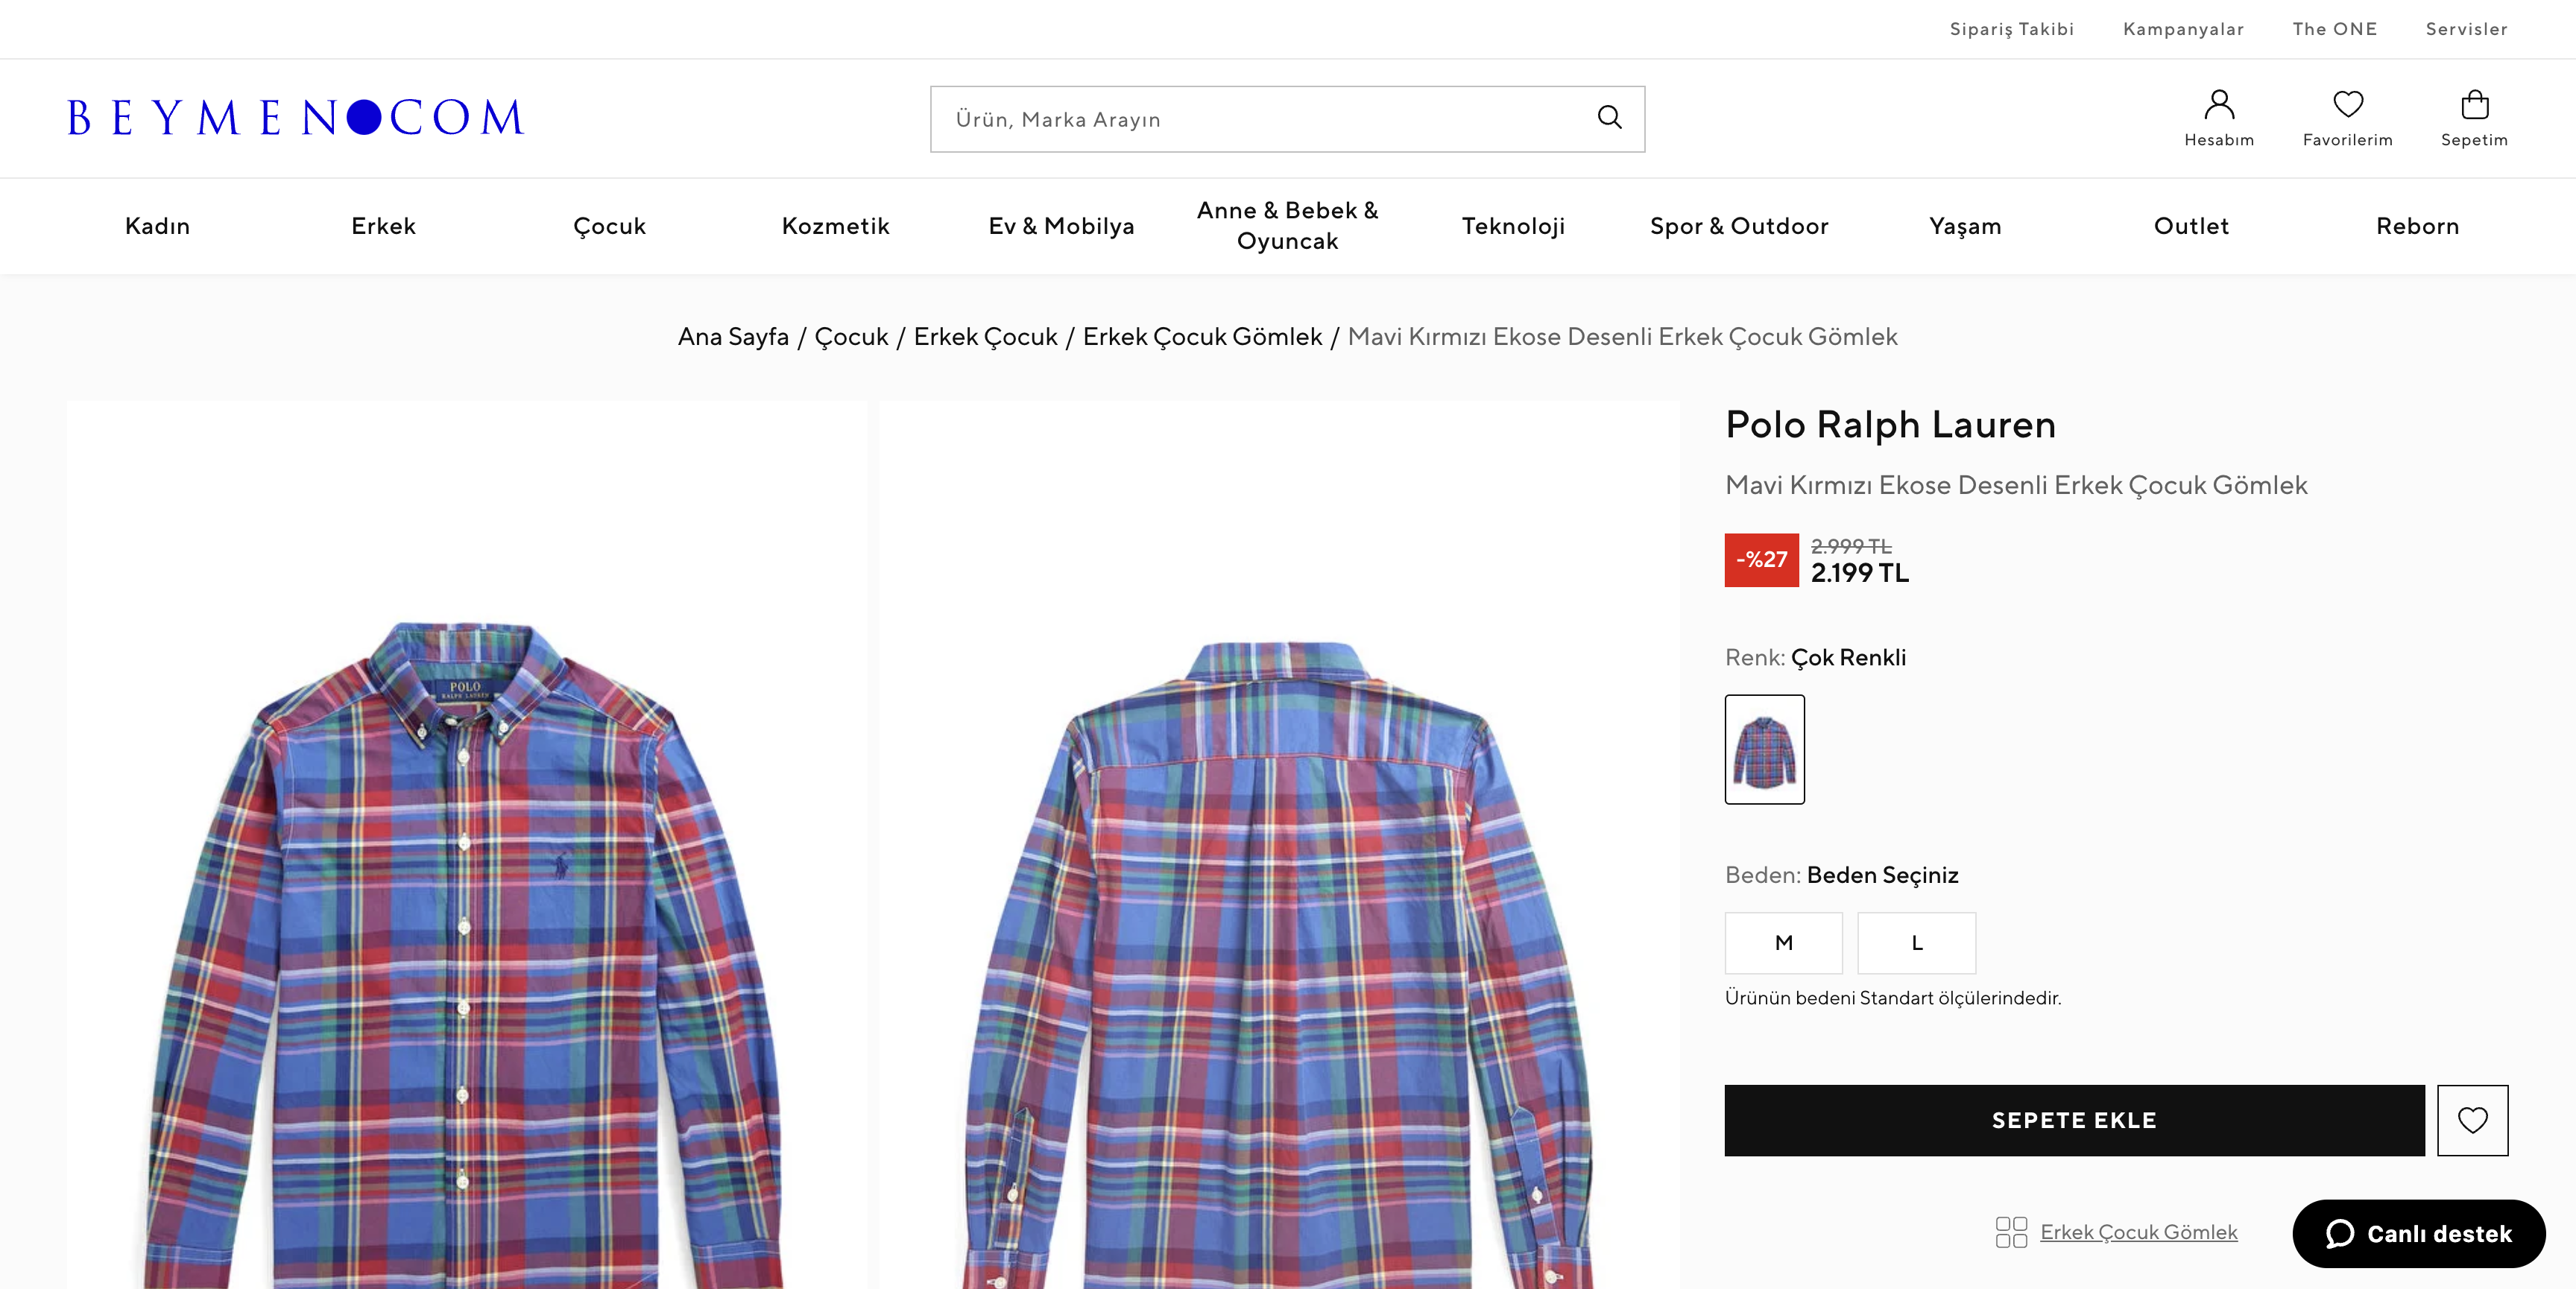 Sipariş Takibi Kampanyalar The ONE Servisler
BEYMEN●COM
Ürün, Marka Arayın
Hesabım Favorilerim Sepetim
Kadın Erkek Çocuk Kozmetik Ev & Mobilya Anne & Bebek & Oyuncak Teknoloji Spor & Outdoor Yaşam Outlet Reborn
Ana Sayfa / Çocuk / Erkek Çocuk / Erkek Çocuk Gömlek / Mavi Kırmızı Ekose Desenli Erkek Çocuk Gömlek
POLO
RALPH LAUREN
Polo Ralph Lauren
Mavi Kırmızı Ekose Desenli Erkek Çocuk Gömlek
-%27
2.999 TL
2.199 TL
Renk: Çok Renkli
Beden: Beden Seçiniz
M L
Ürünün bedeni Standart ölçülerindedir.
SEPETE EKLE
Erkek Çocuk Gömlek
Canlı destek